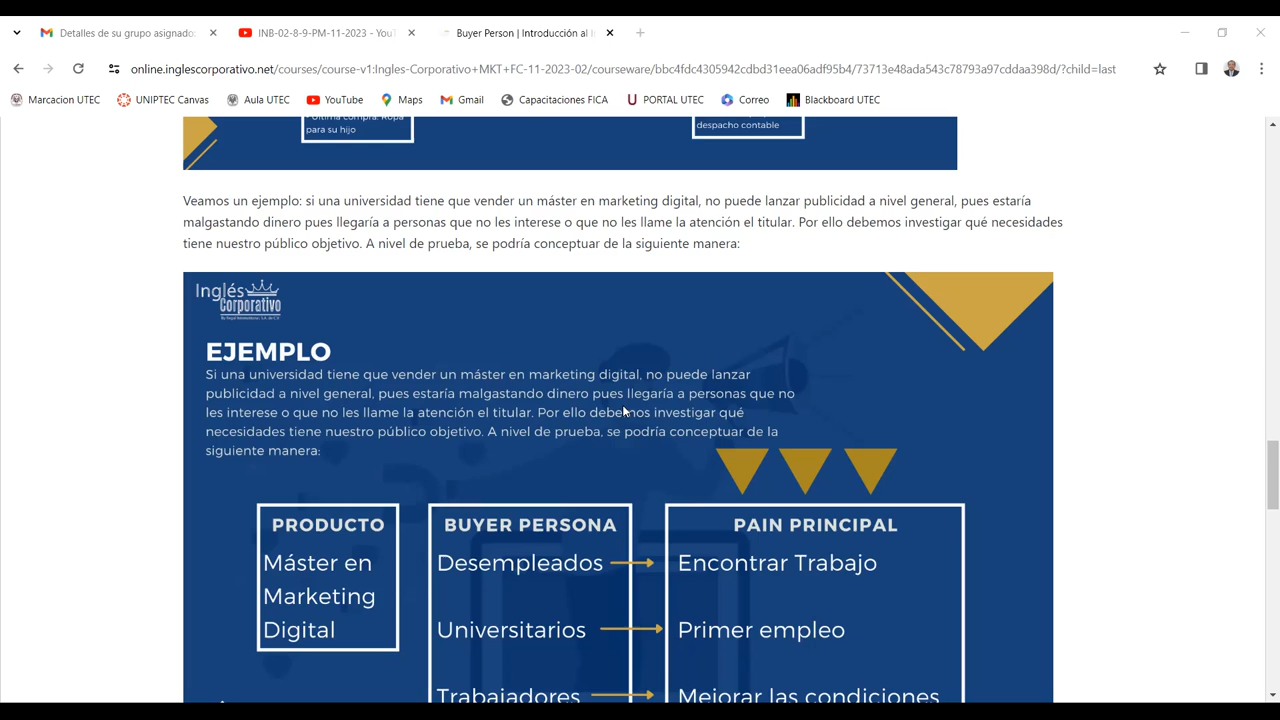 Detalles de su grupo asignado
INB-02-8-9-PM-11-2023 - YouT
Buyer Person | Introducción al I
online.inglescorporativo.net/courses/course-v1:Ingles-Corporativo+MKT+FC-11-2023-02/courseware/bbc4fdc4305942cdbd31eea06adf95b4/73713e48ada543c78793a97cddaa398d/?child=last
Marcacion UTEC
UNIPTEC Canvas
Aula UTEC
YouTube
Maps
Gmail
Capacitaciones FICA
PORTAL UTEC
Correo
Blackboard UTEC
Última compra: Ropa
para su hijo
despacho contable
Veamos un ejemplo: si una universidad tiene que vender un máster en marketing digital, no puede lanzar publicidad a nivel general, pues estaría
malgastando dinero pues llegaría a personas que no les interese o que no les llame la atención el titular. Por ello debemos investigar qué necesidades
tiene nuestro público objetivo. A nivel de prueba, se podría conceptuar de la siguiente manera:
Inglés
Corporativo
EJEMPLO
Si una universidad tiene que vender un máster en marketing digital, no puede lanzar
publicidad a nivel general, pues estaría malgastando dinero pues llegaría a personas que no
les interese o que no les llame la atención el titular. Por ello debemos investigar qué
necesidades tiene nuestro público objetivo. A nivel de prueba, se podría conceptuar de la
siguiente manera:
PRODUCTO
Máster en
Marketing
Digital
BUYER PERSONA
Desempleados
Universitarios
Trabajadores
PAIN PRINCIPAL
Encontrar Trabajo
Primer empleo
Mejorar las condiciones